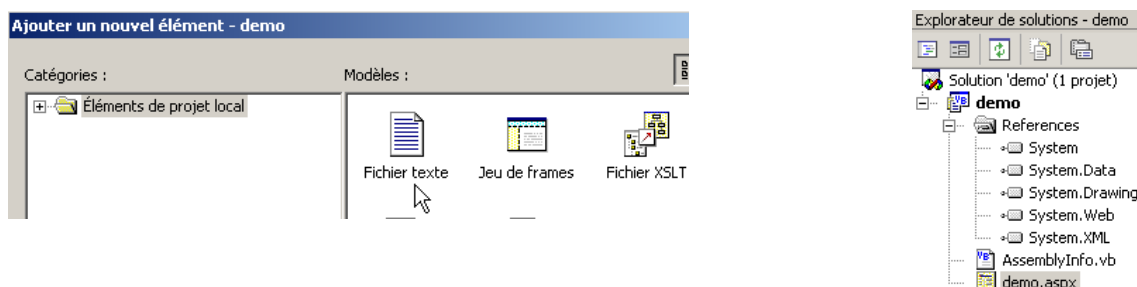 Ajouter un nouvel élément - demo
Catégories :
Modèles :
Éléments de projet local
Fichier texte
Jeu de frames
Fichier XSLT
Explorateur de solutions - demo
Solution 'demo' (1 projet)
demo
References
System
System.Data
System.Drawing
System.Web
System.XML
AssemblyInfo.vb
demo.aspx